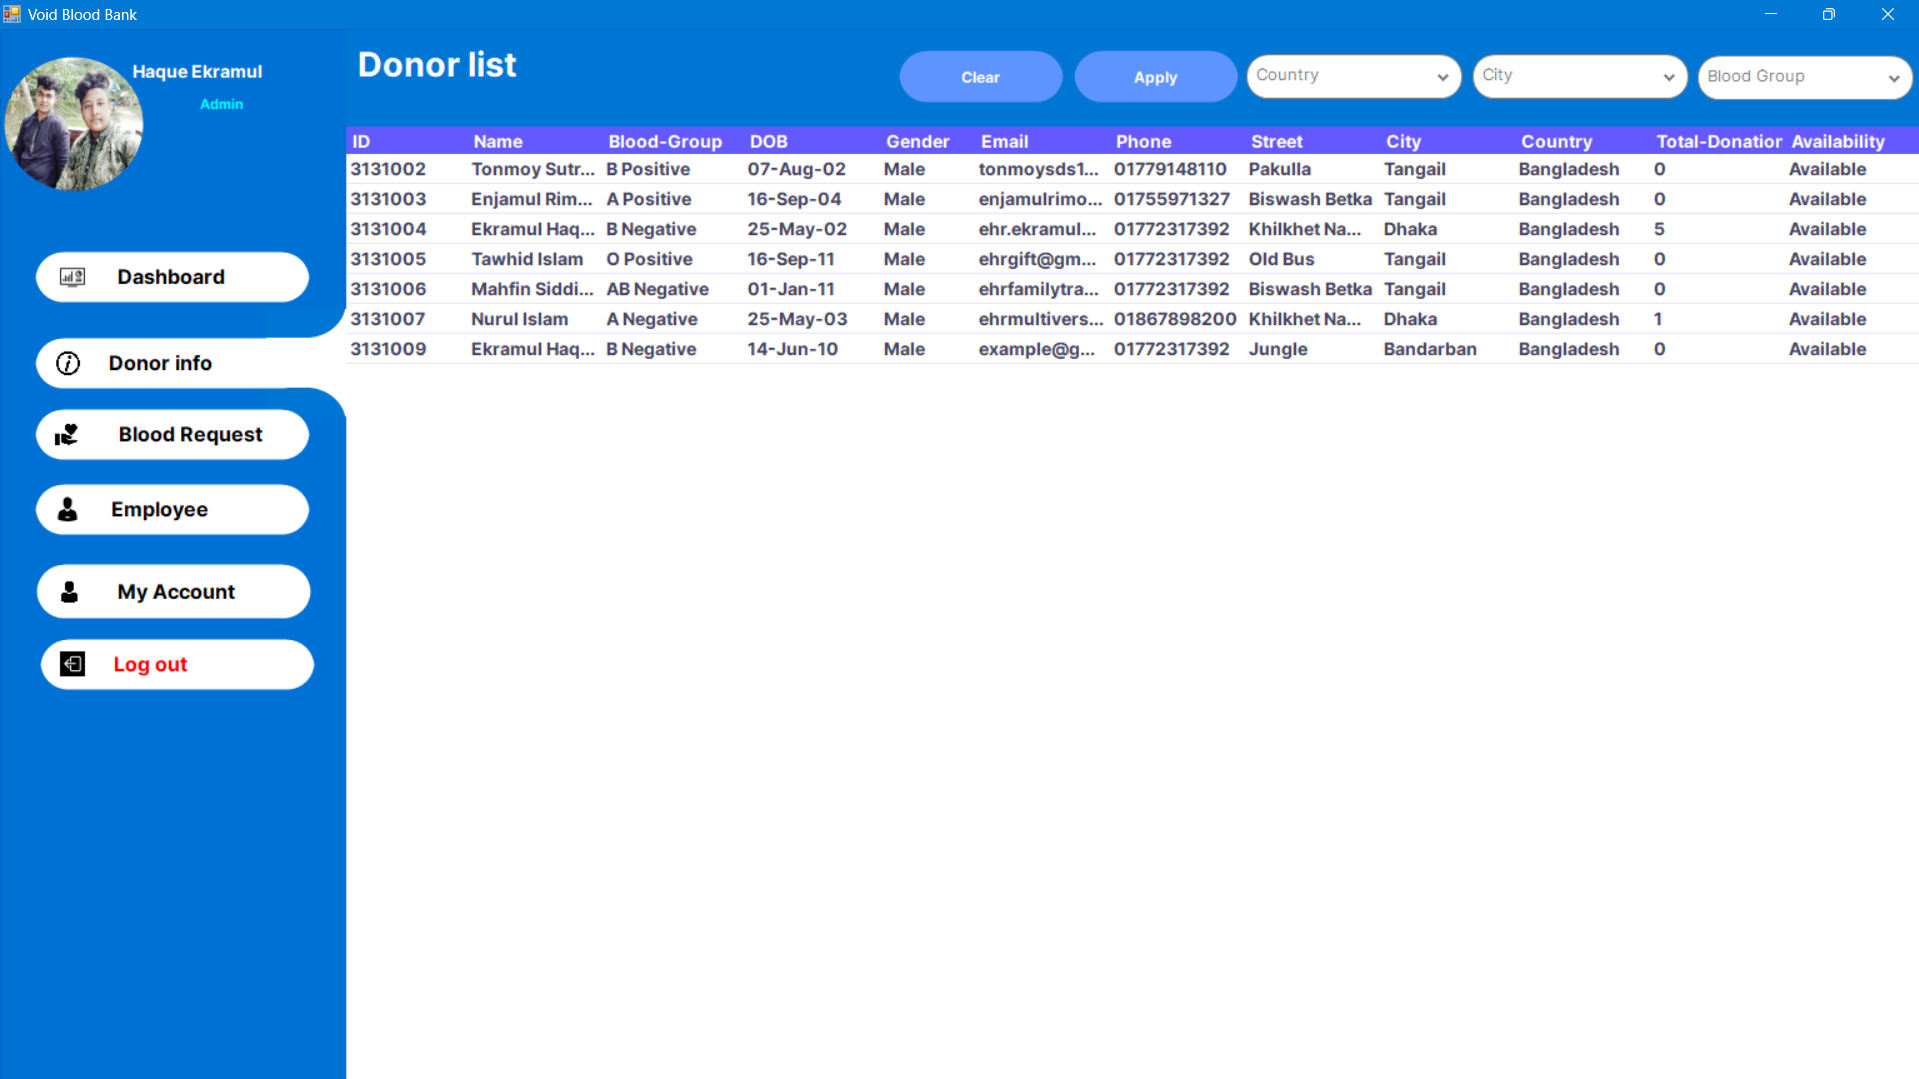 Void Blood Bank
Haque Ekramul
Admin
Donor list
Clear
Apply
Country
City
Blood Group
Dashboard
Donor info
Blood Request
Employee
My Account
Log out
ID Name Blood-Group DOB Gender Email Phone Street City Country Total-Donation Availability
3131002 Tonmoy Sutr... B Positive 07-Aug-02 Male tonmoysds1... 01779148110 Pakulla Tangail Bangladesh 0 Available
3131003 Enjamul Rim... A Positive 16-Sep-04 Male enjamulrimo... 01755971327 Biswash Betka Tangail Bangladesh 0 Available
3131004 Ekramul Haq... B Negative 25-May-02 Male ehr.ekramul... 01772317392 Khilkhet Na... Dhaka Bangladesh 5 Available
3131005 Tawhid Islam O Positive 16-Sep-11 Male ehrgift@gm... 01772317392 Old Bus Tangail Bangladesh 0 Available
3131006 Mahfin Siddi... AB Negative 01-Jan-11 Male ehrfamilytra... 01772317392 Biswash Betka Tangail Bangladesh 0 Available
3131007 Nurul Islam A Negative 25-May-03 Male ehrmultivers... 01867898200 Khilkhet Na... Dhaka Bangladesh 1 Available
3131009 Ekramul Haq... B Negative 14-Jun-10 Male example@g... 01772317392 Jungle Bandarban Bangladesh 0 Available